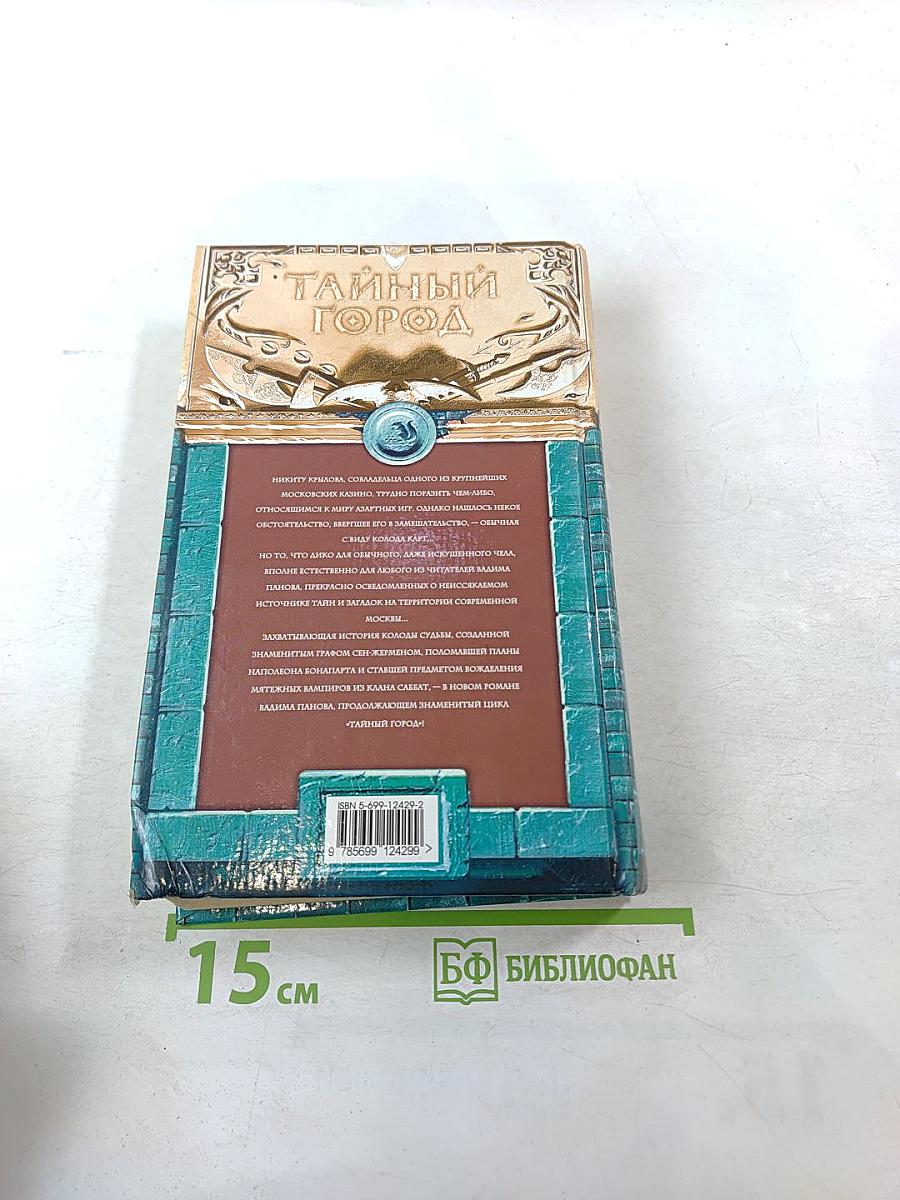 ТАЙНЫЙ
ГОРОД
НИКИТУ КРЫЛОВА, СОВЛАДЕЛЬЦА ОДНОГО ИЗ КРУПНЕЙШИХ
МОСКОВСКИХ КАЗИНО, ТРУДНО ПОРАЗИТЬ ЧЕМ-ЛИБО,
ОТНОСЯЩИМСЯ К МИРУ АЗАРТНЫХ ИГР. ОДНАКО НАШЛОСЬ НЕКОЕ
ОБСТОЯТЕЛЬСТВО, ВВЕРГШЕЕ ЕГО В ЗАМЕШАТЕЛЬСТВО, — ОБЫЧНАЯ
С ВИДУ КОЛОДА КАРТ...
НО ТО, ЧТО ДИКО ДЛЯ ОБЫЧНОГО, ДАЖЕ ИСКУШЕННОГО ЧЕЛА,
ВПОЛНЕ ЕСТЕСТВЕННО ДЛЯ ЛЮБОГО ИЗ ЧИТАТЕЛЕЙ ВАДИМА
ПАНОВА, ПРЕКРАСНО ОСВЕДОМЛЕННЫХ О НЕИССЯКАЕМОМ
ИСТОЧНИКЕ ТАЙН И ЗАГАДОК НА ТЕРРИТОРИИ СОВРЕМЕННОЙ
МОСКВЫ...
ЗАХВАТЫВАЮЩАЯ ИСТОРИЯ КОЛОДЫ СУДЬБЫ, СОЗДАННОЙ
ЗНАМЕНИТЫМ ГРАФОМ СЕН-ЖЕРМЕНОМ, ПОЛОМАВШЕЙ ПЛАНЫ
НАПОЛЕОНА БОНАПАРТА И СТАВШЕЙ ПРЕДМЕТОМ ВОЖДЕЛЕНИЯ
МЯТЕЖНЫХ ВАМПИРОВ ИЗ КЛАНА САББАТ, — В НОВОМ РОМАНЕ
ВАДИМА ПАНОВА, ПРОДОЛЖАЮЩЕМ ЗНАМЕНИТЫЙ ЦИКЛ
«ТАЙНЫЙ ГОРОД»!
ISBN 5-699-12429-2
9 785699 124299 >
15 см
БФ БИБЛИОФАН